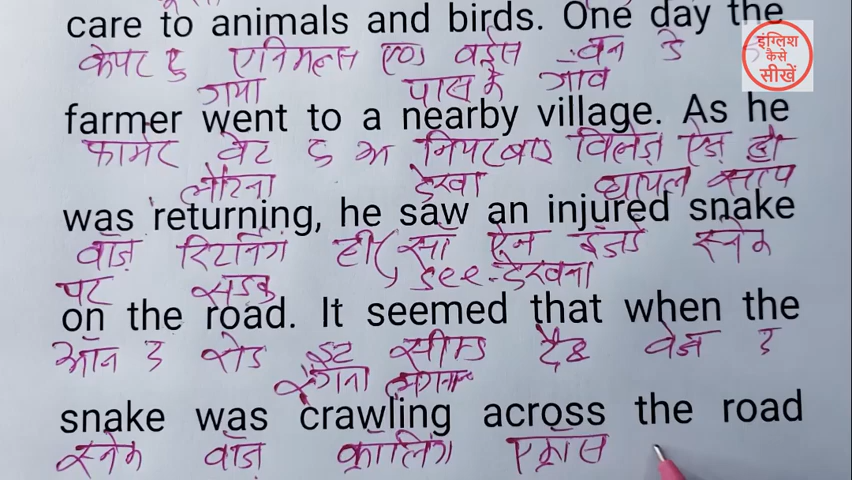 care to animals and birds. One day the
इंग्लिश
कैसे
सीखें
केयर टु एनिमल्स एण्ड बर्ड्स वन डे
गया पास के गाँव
farmer went to a nearby village. As he
फार्मर वेंट टु अ नियरबाइ विलेज ऐज़ ही
लौटना देखा घायल साँप
was returning, he saw an injured snake
वॉज़ रिटर्निंग ही सॉ ऐन इंजर्ड स्नेक
पर सड़क see-देखना
on the road. It seemed that when the
ऑन द रोड इट सीम्ड दैट वेन द
रेंगना
snake was crawling across the road
स्नेक वॉज़ क्रॉलिंग एक्रॉस